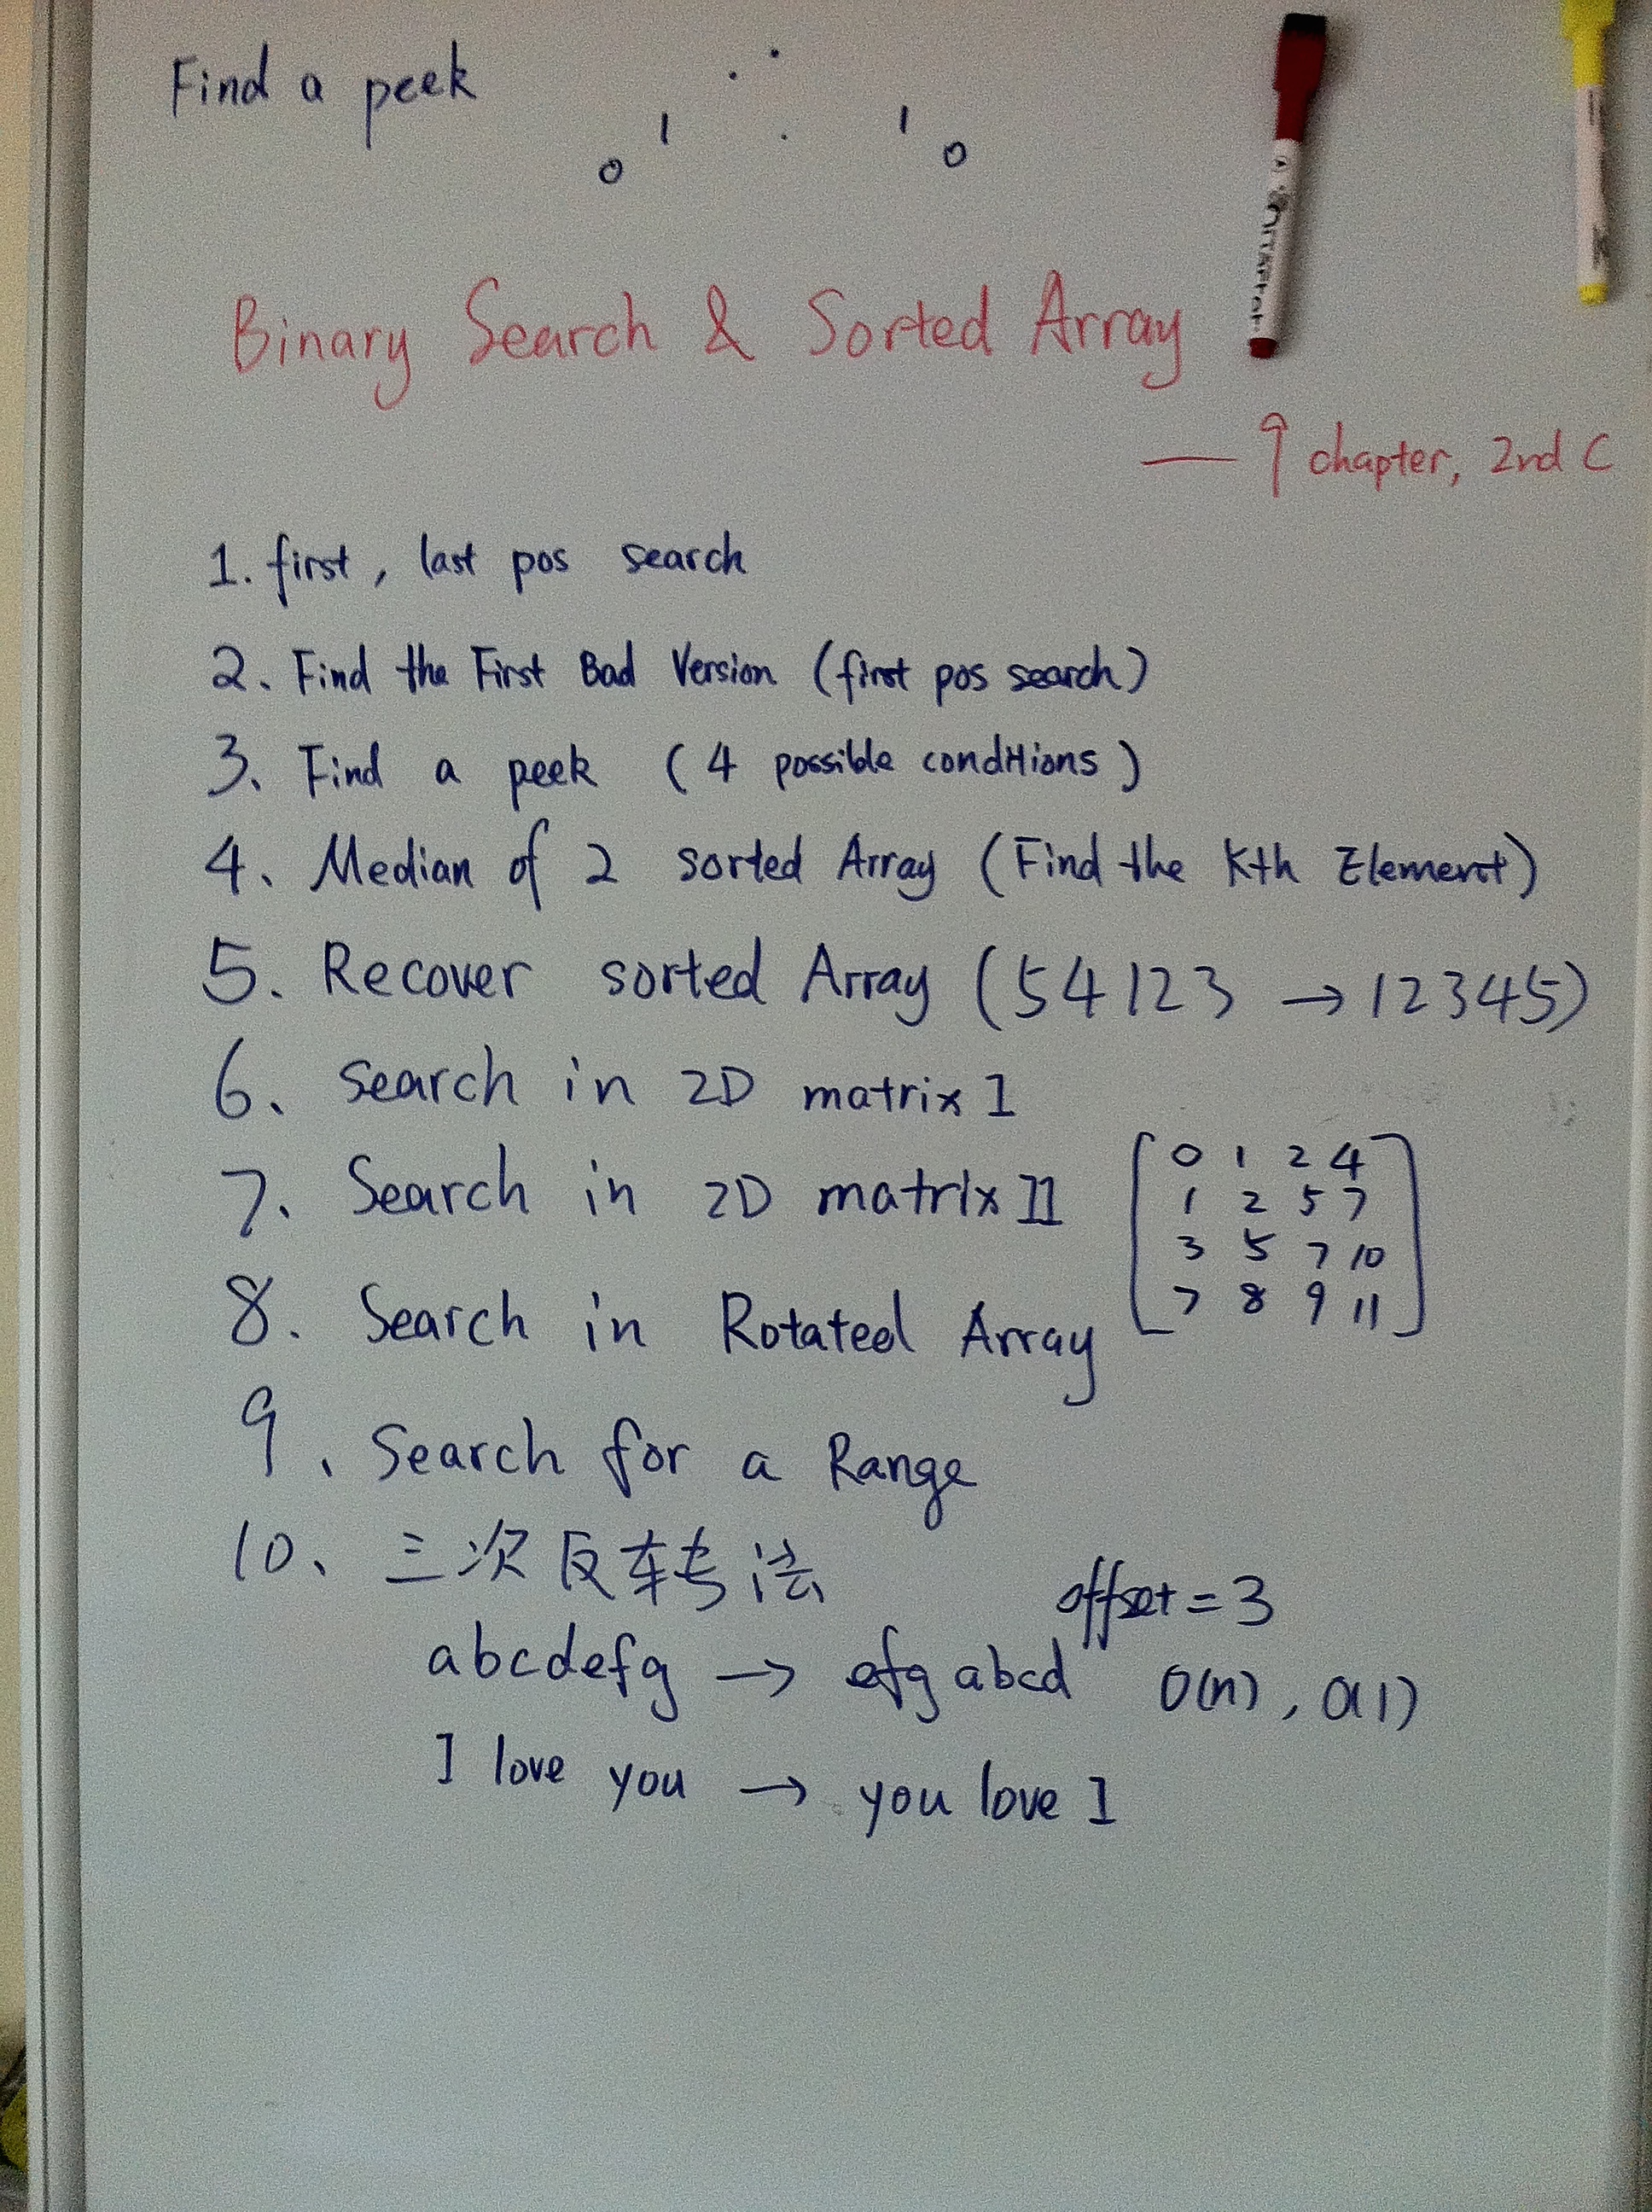 Find a peek
1 1
0 0
Binary Search & Sorted Array
— 9 chapter, 2nd C
1. first, last pos search
2. Find the First Bad Version (first pos search)
3. Find a peek (4 possible conditions)
4. Median of 2 sorted Array (Find the Kth Element)
5. Recover sorted Array (54123 → 12345)
6. Search in 2D matrix I
7. Search in 2D matrix II
0 1 2 4
1 2 5 7
3 5 7 10
7 8 9 11
8. Search in Rotated Array
9. Search for a Range
10、三次反转法
offset = 3
abcdefg → efg abcd O(n), O(1)
I love you → you love I